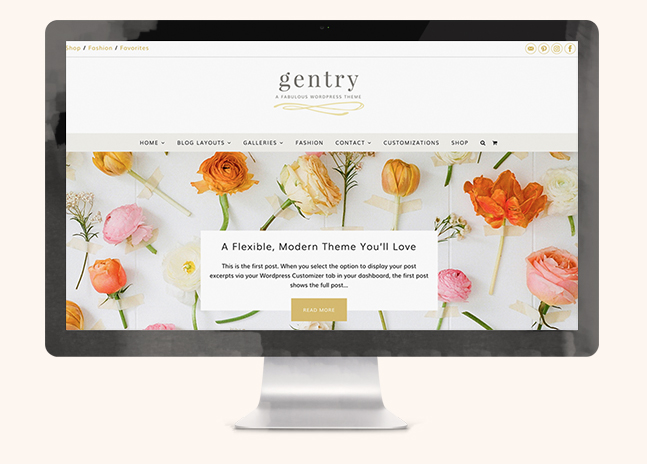 Shop / Fashion / Favorites
gentry
A FABULOUS WORDPRESS THEME
HOME BLOG LAYOUTS GALLERIES FASHION CONTACT CUSTOMIZATIONS SHOP
A Flexible, Modern Theme You'll Love
This is the first post. When you select the option to display your post
excerpts via your Wordpress Customizer tab in your dashboard, the first post
shows the full post...
READ MORE